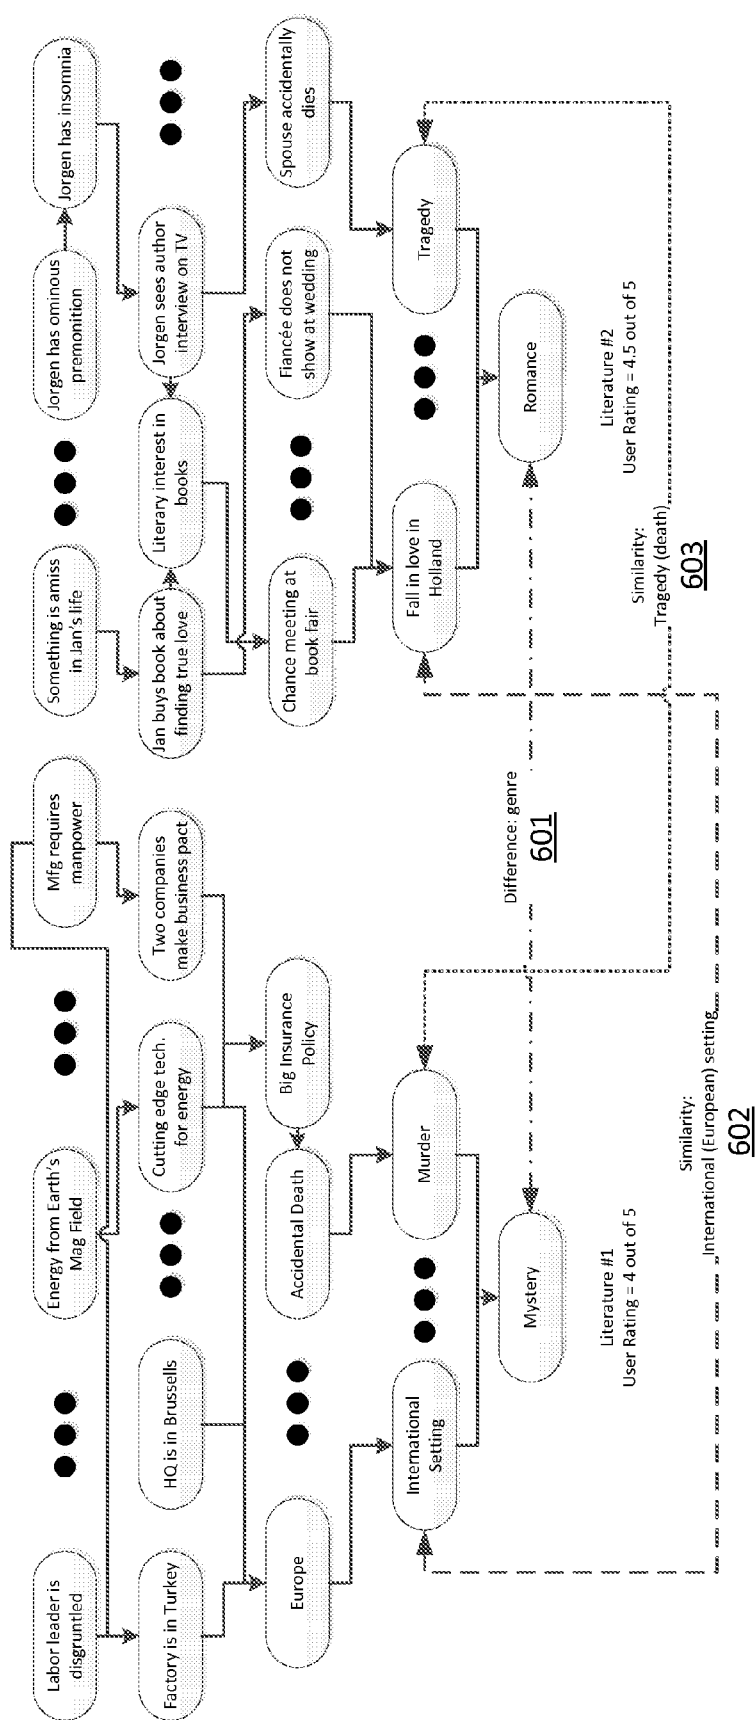 Labor leader is
disgruntled
Energy from Earth's
Mag Field
Mfg requires
manpower
Something is amiss
in Jan's life
Jorgen has ominous
premonition
Jorgen has insomnia
Factory is in Turkey
HQ is in Brussells
Cutting edge tech.
for energy
Two companies
make business pact
Jan buys book about
finding true love
Literary interest in
books
Jorgen sees author
interview on TV
Europe
Accidental Death
Big Insurance
Policy
Chance meeting at
book fair
Fiancée does not
show at wedding
Spouse accidentally
dies
International
Setting
Murder
Fall in love in
Holland
Tragedy
Mystery
Romance
Difference: genre
601
Literature #1
User Rating = 4 out of 5
Literature #2
User Rating = 4.5 out of 5
Similarity:
Tragedy (death)
603
Similarity:
International (European) setting
602